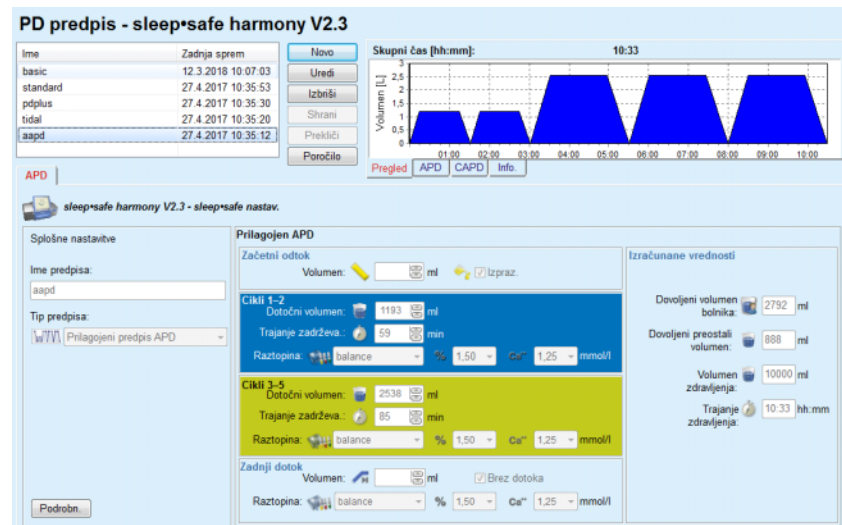 PD predpis - sleep•safe harmony V2.3
Ime Zadnja sprem
basic 12.3.2018 10:07:03
standard 27.4.2017 10:35:53
pdplus 27.4.2017 10:35:30
tidal 27.4.2017 10:35:20
aapd 27.4.2017 10:35:12
Novo
Uredi
Izbriši
Shrani
Prekliči
Poročilo
Skupni čas [hh:mm]: 10:33
Volumen [L]
3
2,5
2
1,5
1
0,5
0
01:00 02:00 03:00 04:00 05:00 06:00 07:00 08:00 09:00 10:00
Pregled APD CAPD Info.
APD
sleep•safe harmony V2.3 - sleep•safe nastav.
Splošne nastavitve
Ime predpisa:
aapd
Tip predpisa:
Prilagojeni predpis APD
Podrobn.
Prilagojen APD
Začetni odtok
Volumen: ml Izpraz.
Cikli 1–2
Dotočni volumen: 1193 ml
Trajanje zadrževa.: 59 min
Raztopina: balance % 1,50 Ca⁺⁺ 1,25 mmol/l
Cikli 3–5
Dotočni volumen: 2538 ml
Trajanje zadrževa.: 85 min
Raztopina: balance % 1,50 Ca⁺⁺ 1,25 mmol/l
Zadnji dotok
Volumen: ml Brez dotoka
Raztopina: balance % 1,50 Ca⁺⁺ 1,25 mmol/l
Izračunane vrednosti
Dovoljeni volumen
bolnika: 2792 ml
Dovoljeni preostali
volumen: 888 ml
Volumen
zdravljenja: 10000 ml
Trajanje
zdravljenja: 10:33 hh:mm